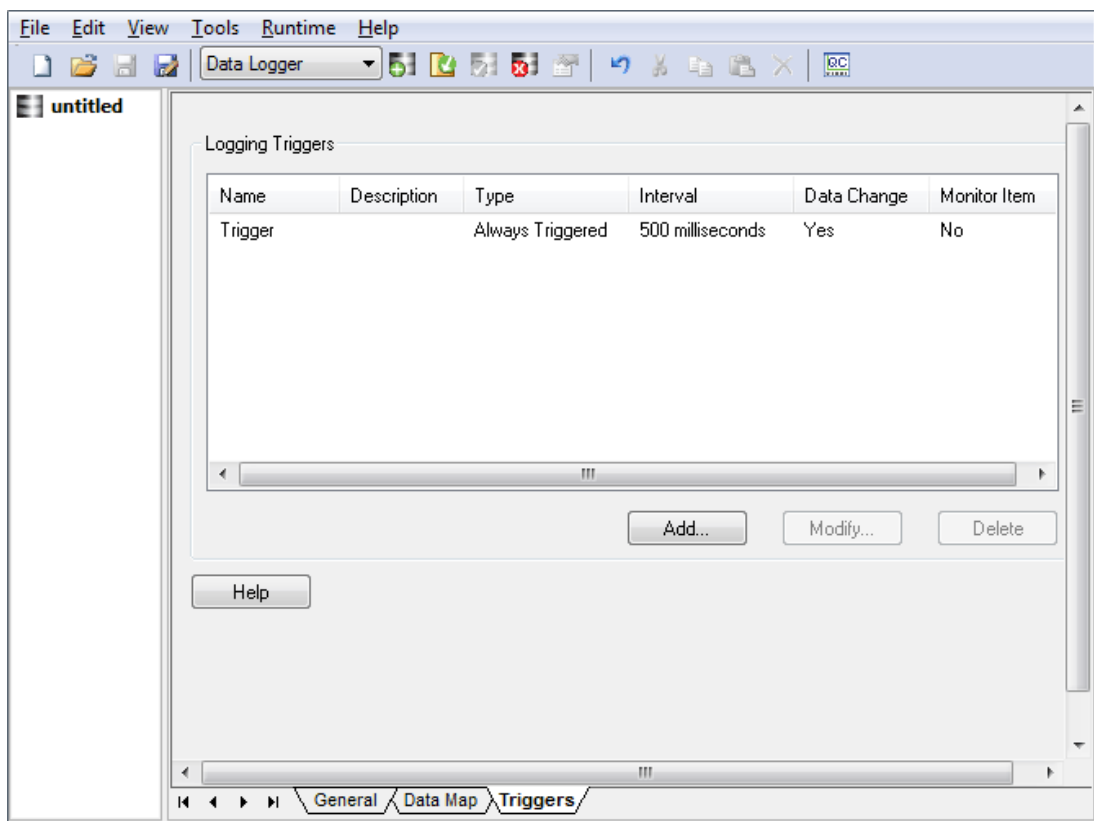 File Edit View Tools Runtime Help
Data Logger
QC
untitled
Logging Triggers
Name Description Type Interval Data Change Monitor Item
Trigger Always Triggered 500 milliseconds Yes No
Add... Modify... Delete
Help
General Data Map Triggers